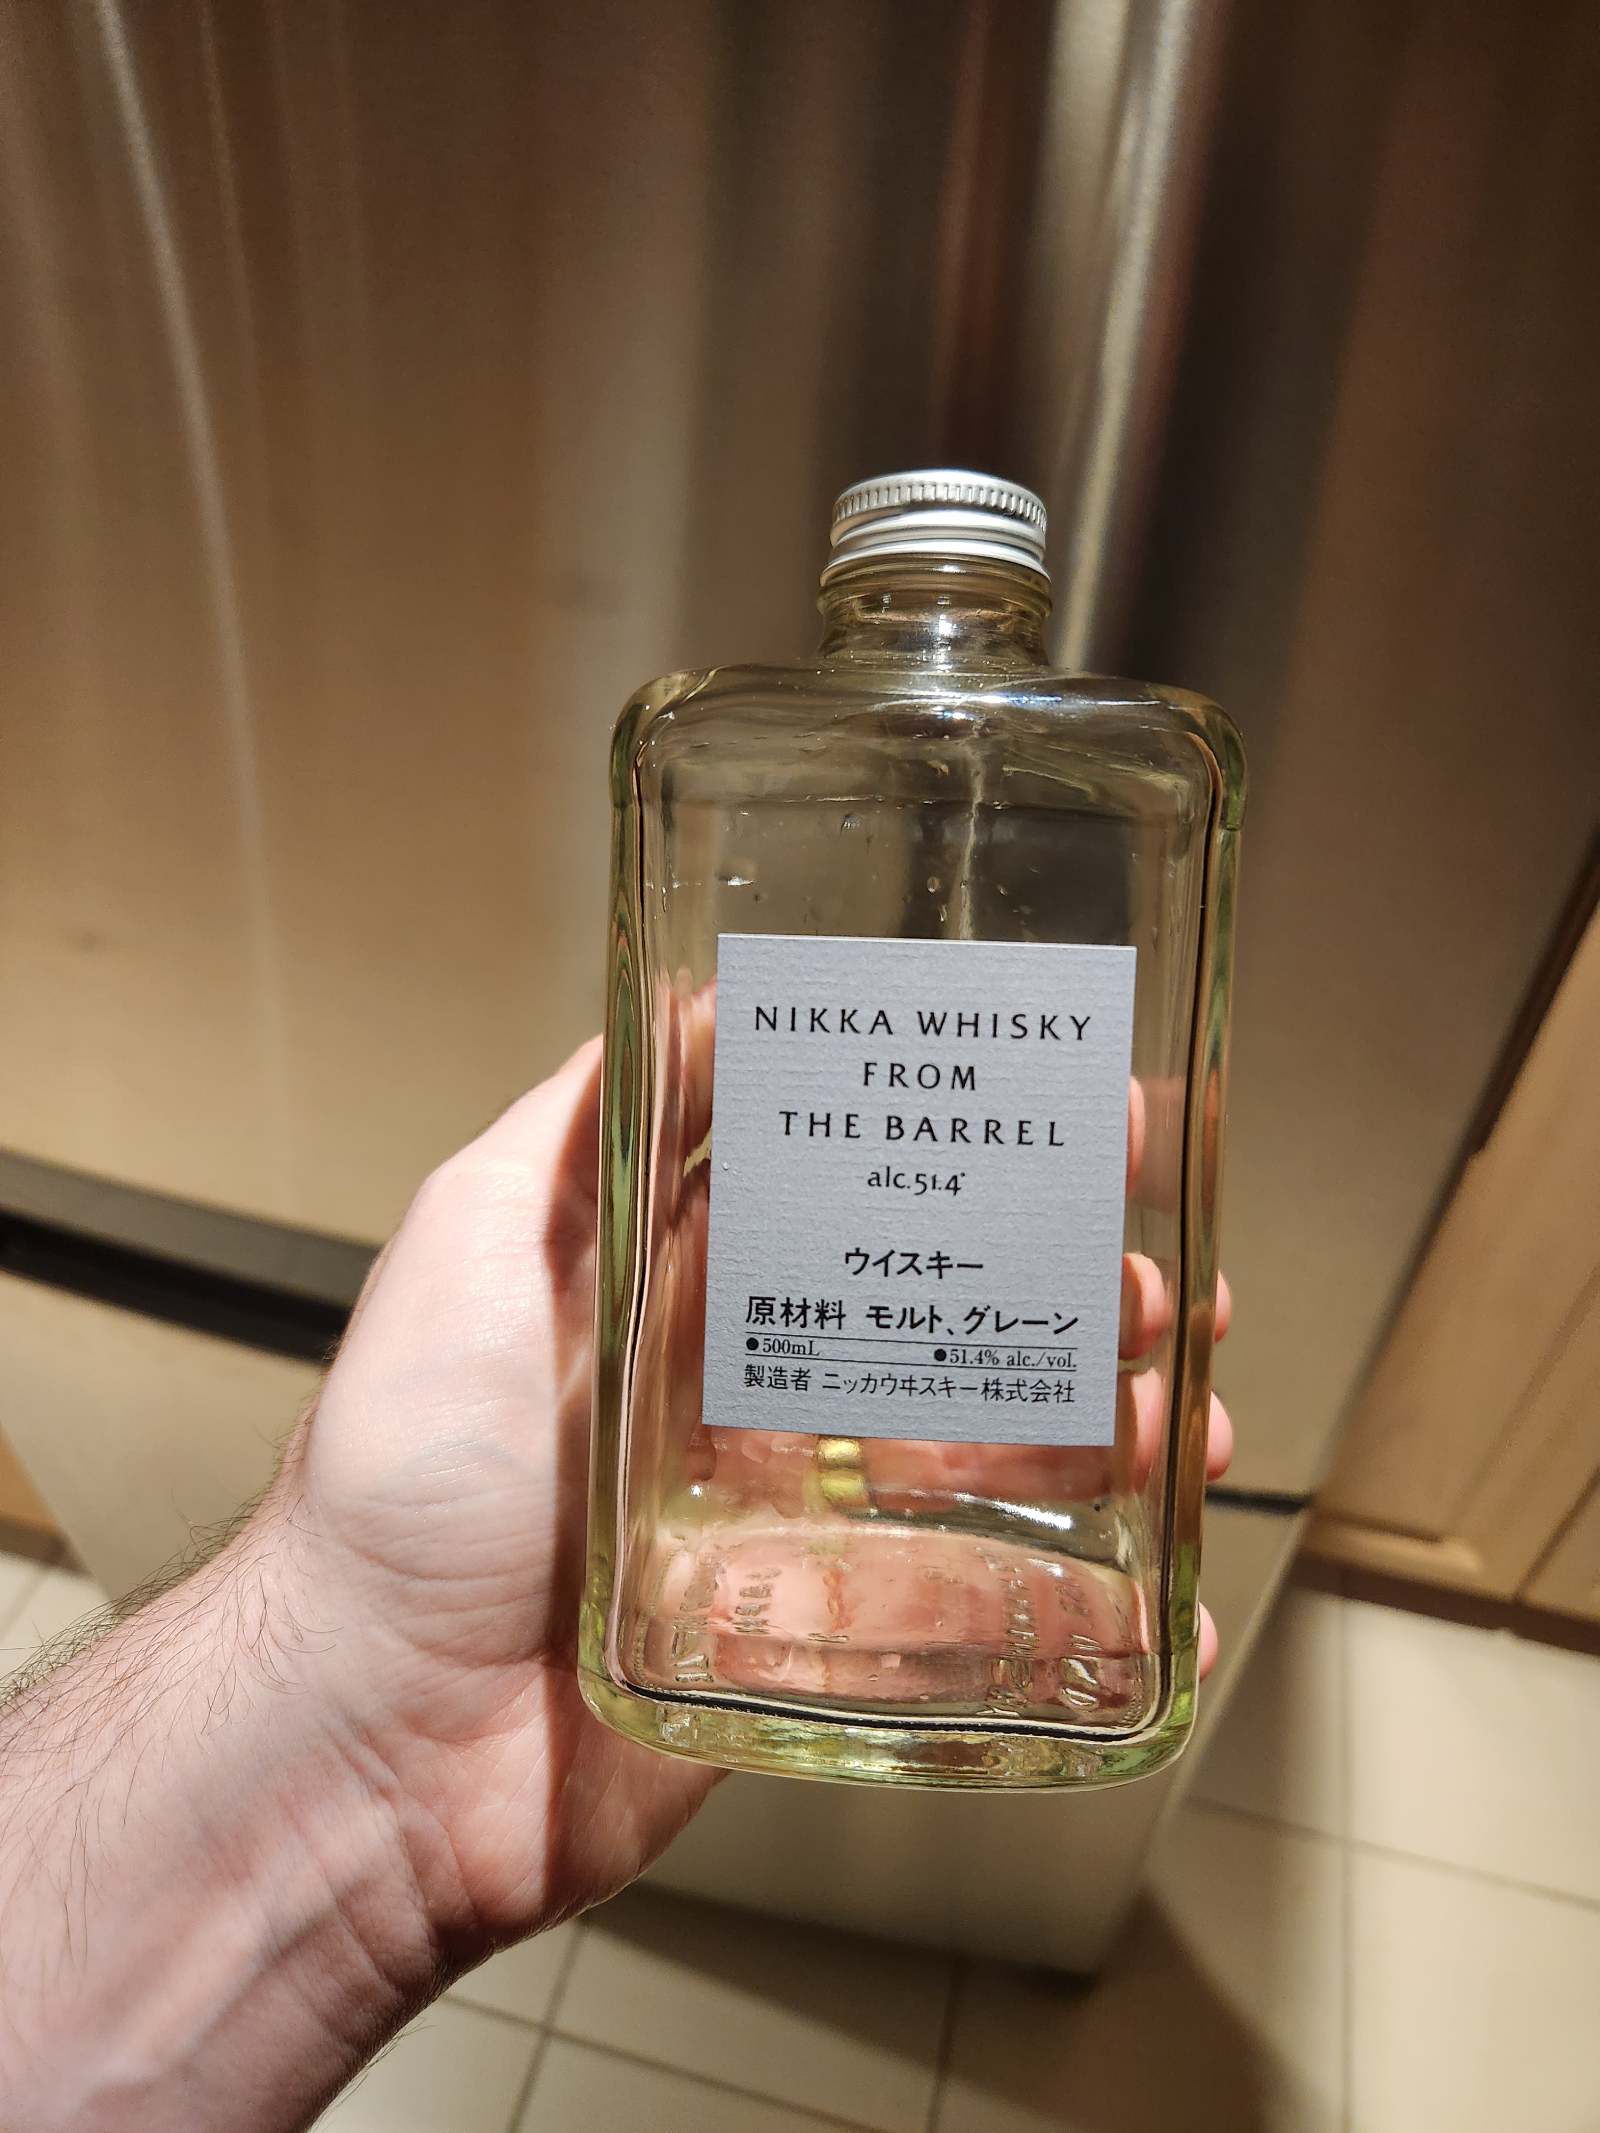 NIKKA WHISKY
FROM
THE BARREL
alc.51.4°
ウイスキー
原材料 モルト、グレーン
●500mL ●51.4% alc./vol.
製造者 ニッカウヰスキー株式会社